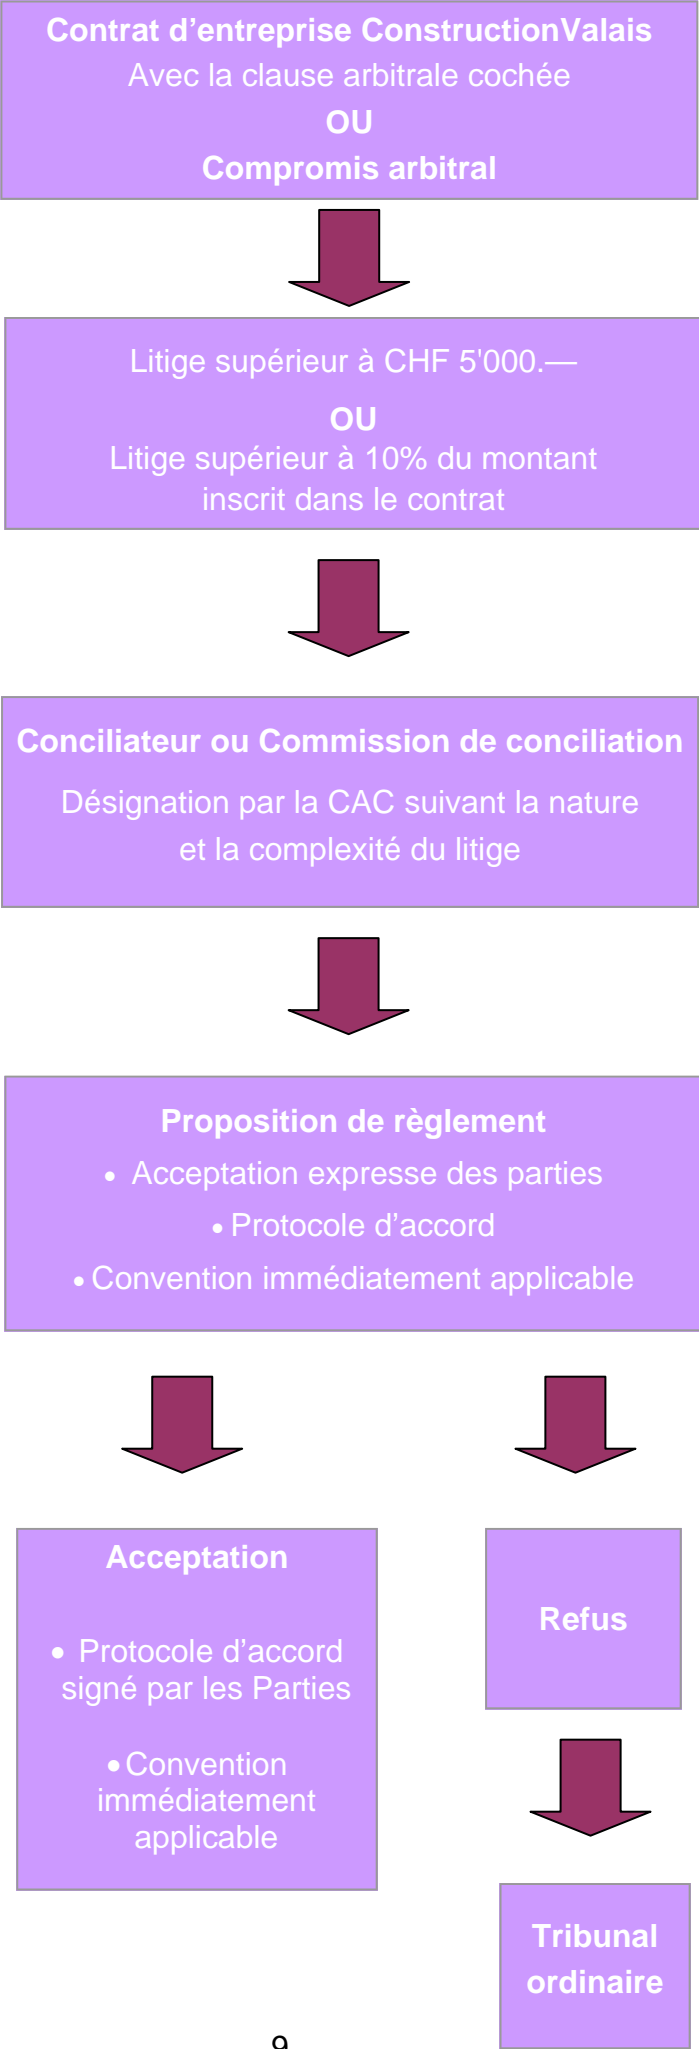 Contrat d'entreprise ConstructionValais
Avec la clause arbitrale cochée
OU
Compromis arbitral
Litige supérieur à CHF 5'000.—
OU
Litige supérieur à 10% du montant
inscrit dans le contrat
Conciliateur ou Commission de conciliation
Désignation par la CAC suivant la nature
et la complexité du litige
Proposition de règlement
• Acceptation expresse des parties
• Protocole d'accord
• Convention immédiatement applicable
Acceptation
• Protocole d'accord
signé par les Parties
• Convention
immédiatement
applicable
Refus
Tribunal
ordinaire
9